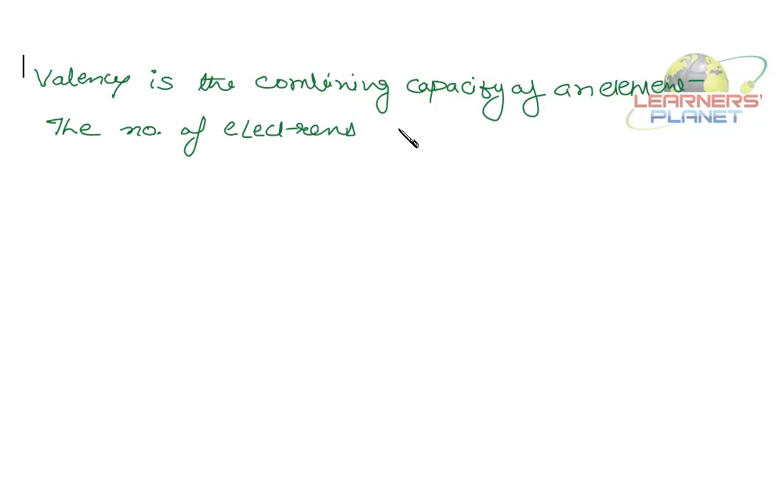 Valency is the combining capacity of an element
The no. of electrons
LEARNERS'
PLANET